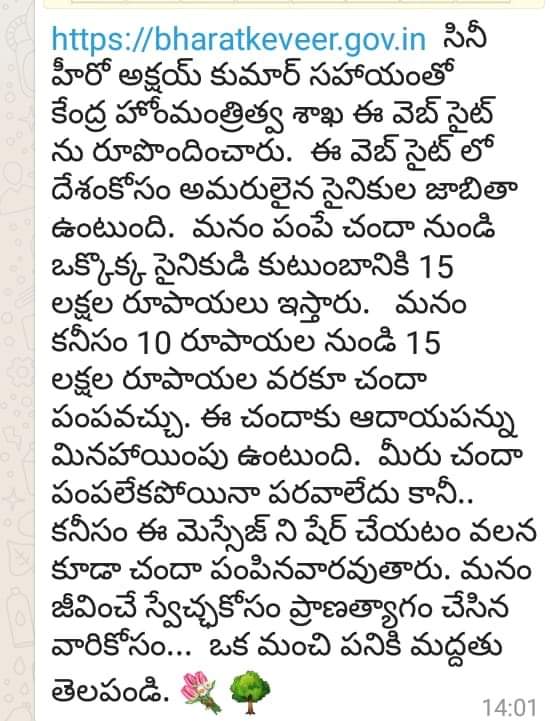 https://bharatkeveer.gov.in సినీ
హీరో అక్షయ్ కుమార్ సహాయంతో
కేంద్ర హోంమంత్రిత్వ శాఖ ఈ వెబ్ సైట్
ను రూపొందించారు. ఈ వెబ్ సైట్ లో
దేశంకోసం అమరులైన సైనికుల జాబితా
ఉంటుంది. మనం పంపే చందా నుండి
ఒక్కొక్క సైనికుడి కుటుంబానికి 15
లక్షల రూపాయలు ఇస్తారు. మనం
కనీసం 10 రూపాయల నుండి 15
లక్షల రూపాయల వరకూ చందా
పంపవచ్చు. ఈ చందాకు ఆదాయపన్ను
మినహాయింపు ఉంటుంది. మీరు చందా
పంపలేకపోయినా పరవాలేదు కానీ..
కనీసం ఈ మెస్సేజ్ ని షేర్ చేయటం వలన
కూడా చందా పంపినవారవుతారు. మనం
జీవించే స్వేచ్ఛకోసం ప్రాణత్యాగం చేసిన
వారికోసం... ఒక మంచి పనికి మద్దతు
తెలపండి. 💐🌳
14:01